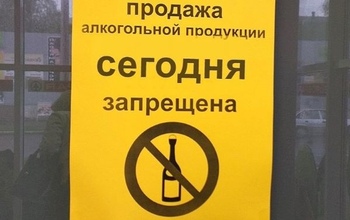 продажа
алкогольной продукции
сегодня
запрещена